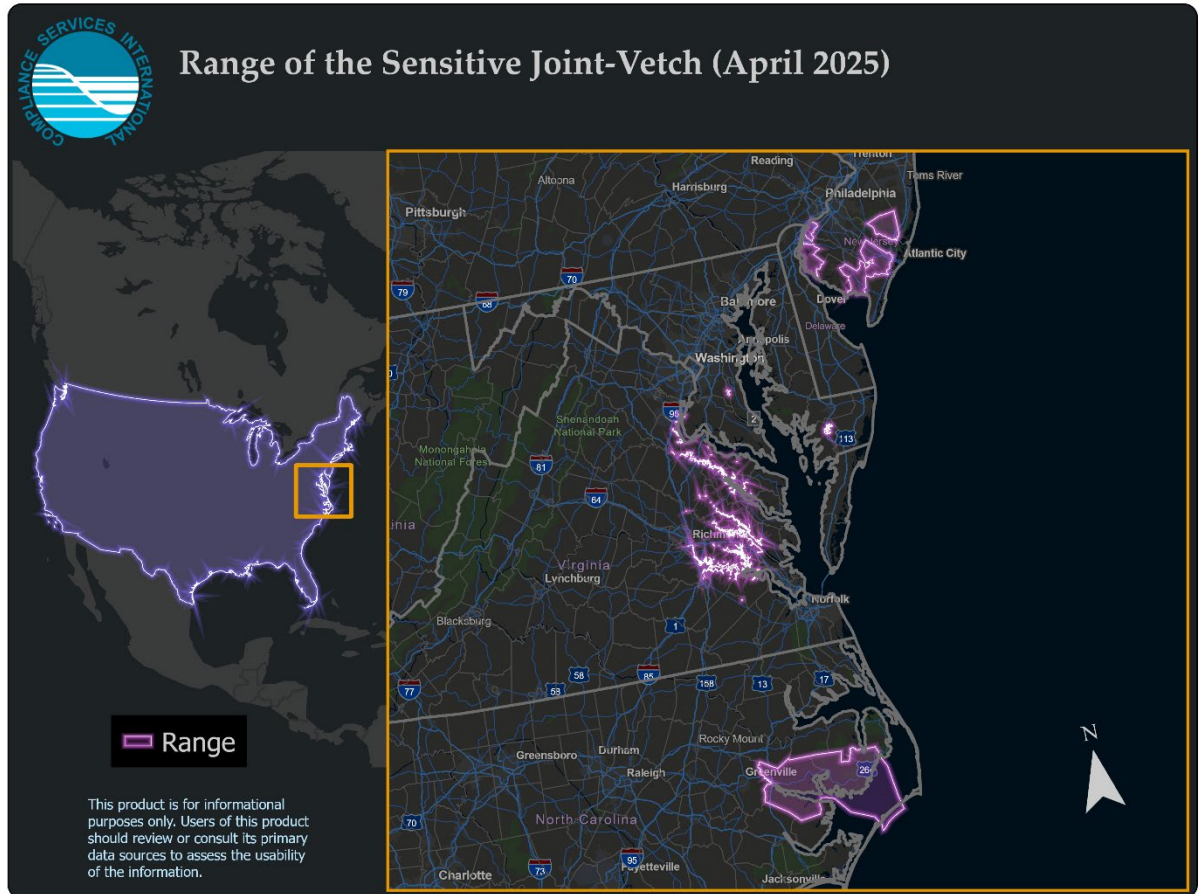 COMPLIANCE SERVICES INTERNATIONAL
Range of the Sensitive Joint-Vetch (April 2025)
Reading
Trenton
Altoona
Toms River
Harrisburg
Philadelphia
Pittsburgh
New Jersey
Atlantic City
70
79
68
Baltimore
Dover
Delaware
Annapolis
Washington
95
2
Shenandoah
National Park
113
Monongahela
National Forest
81
64
inia
Richmond
Virginia
Lynchburg
Norfolk
Blacksburg
1
58
85
77
58
158
13
17
Rocky Mount
Durham
Greensboro
Greenville
26
Raleigh
70
North Carolina
95
Fayetteville
73
Charlotte
Jacksonville
N
Range
This product is for informational
purposes only. Users of this product
should review or consult its primary
data sources to assess the usability
of the information.